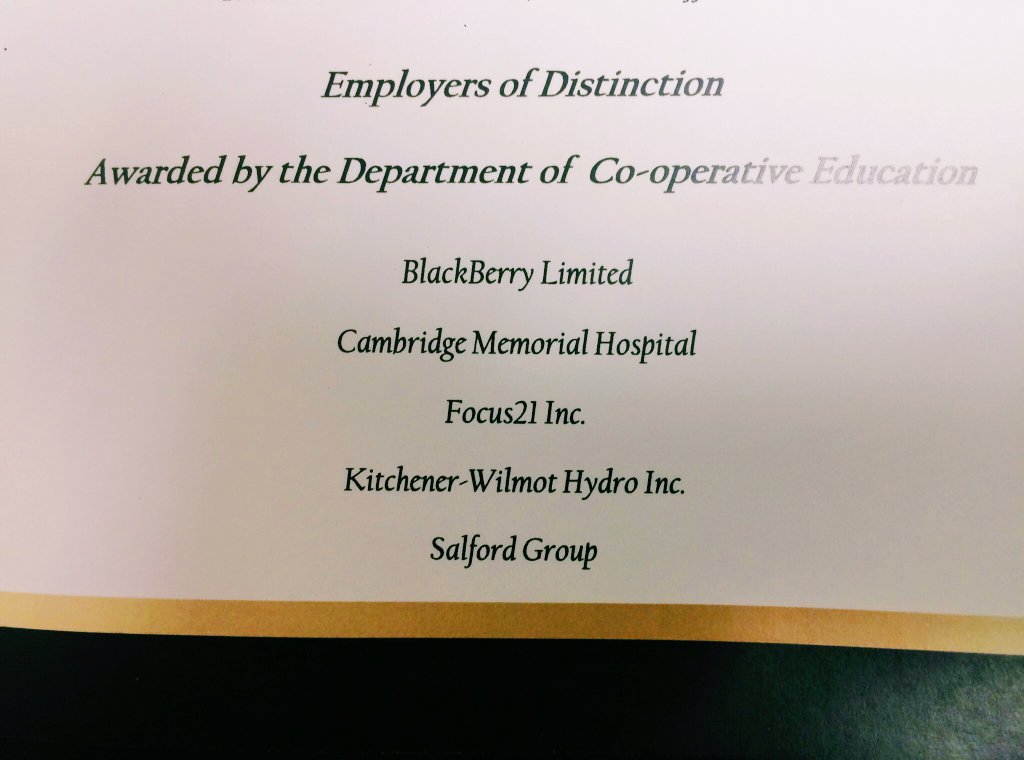 Employers of Distinction
Awarded by the Department of Co-operative Education
BlackBerry Limited
Cambridge Memorial Hospital
Focus21 Inc.
Kitchener-Wilmot Hydro Inc.
Salford Group